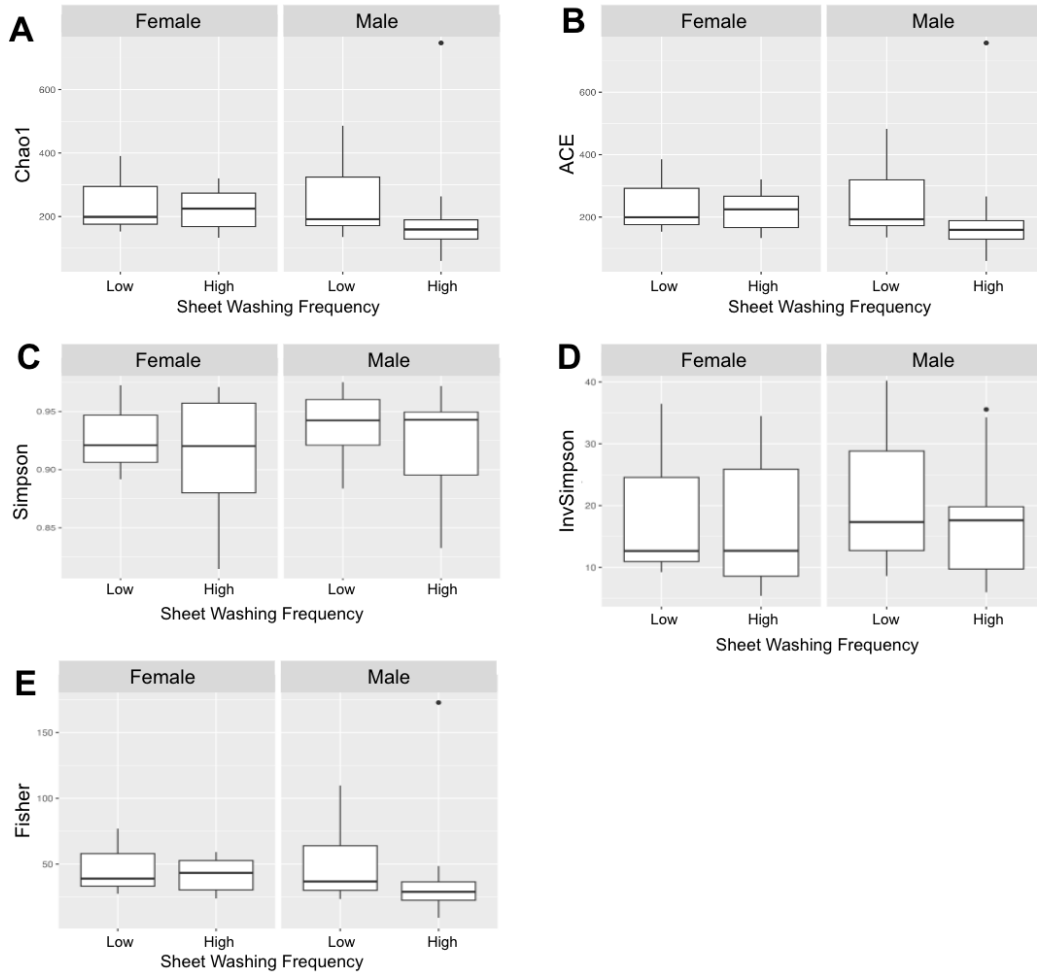 A
Female Male
Chao1
600
400
200
Low High Low High
Sheet Washing Frequency
B
Female Male
ACE
600
400
200
Low High Low High
Sheet Washing Frequency
C
Female Male
Simpson
0.95
0.90
0.85
Low High Low High
Sheet Washing Frequency
D
Female Male
InvSimpson
40
30
20
10
Low High Low High
Sheet Washing Frequency
E
Female Male
Fisher
150
100
50
Low High Low High
Sheet Washing Frequency